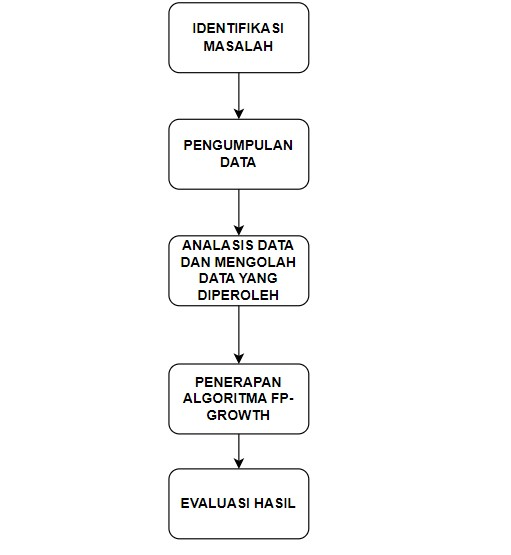 IDENTIFIKASI
MASALAH
PENGUMPULAN
DATA
ANALASIS DATA
DAN MENGOLAH
DATA YANG
DIPEROLEH
PENERAPAN
ALGORITMA FP-
GROWTH
EVALUASI HASIL